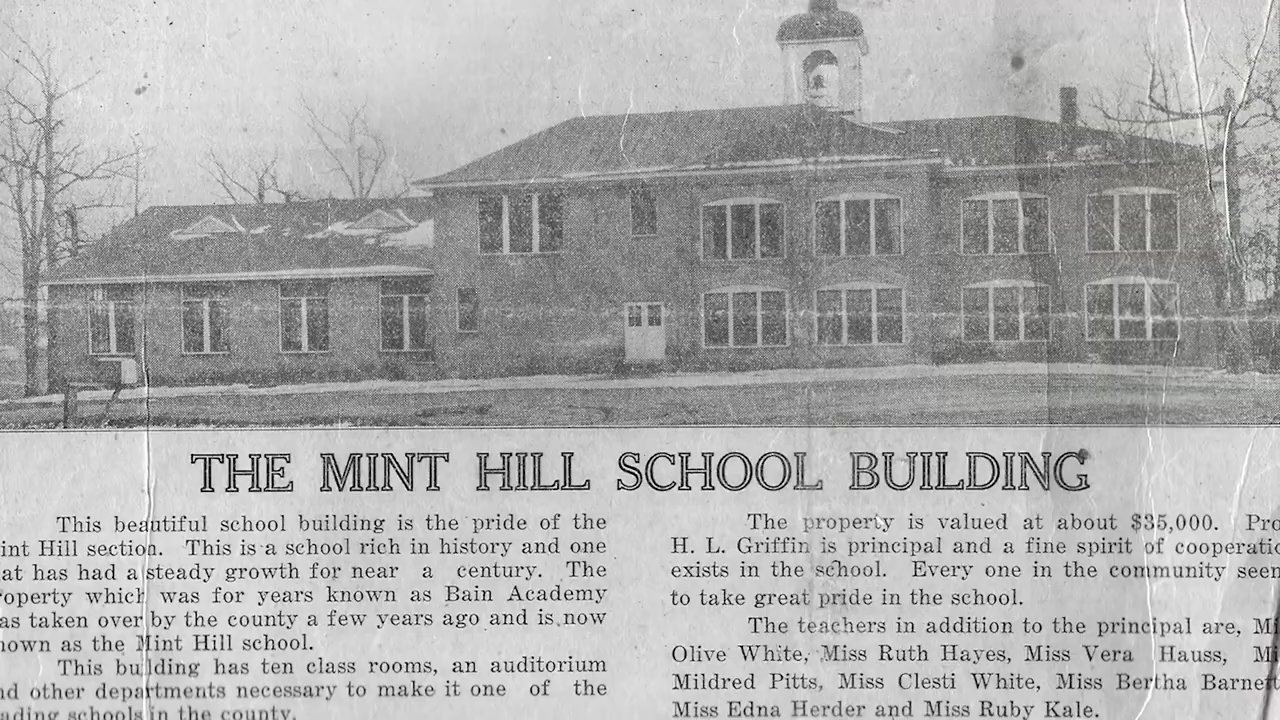 THE MINT HILL SCHOOL BUILDING
This beautiful school building is the pride of the
int Hill section. This is a school rich in history and one
at has had a steady growth for near a century. The
roperty which was for years known as Bain Academy
as taken over by the county a few years ago and is now
nown as the Mint Hill school.
This building has ten class rooms, an auditorium
nd other departments necessary to make it one of the
ading schools in the county.
The property is valued at about $35,000. Pro
H. L. Griffin is principal and a fine spirit of cooperatio
exists in the school. Every one in the community seem
to take great pride in the school.
The teachers in addition to the principal are, Mi
Olive White, Miss Ruth Hayes, Miss Vera Hauss, Mi
Mildred Pitts, Miss Clesti White, Miss Bertha Barnet
Miss Edna Herder and Miss Ruby Kale.